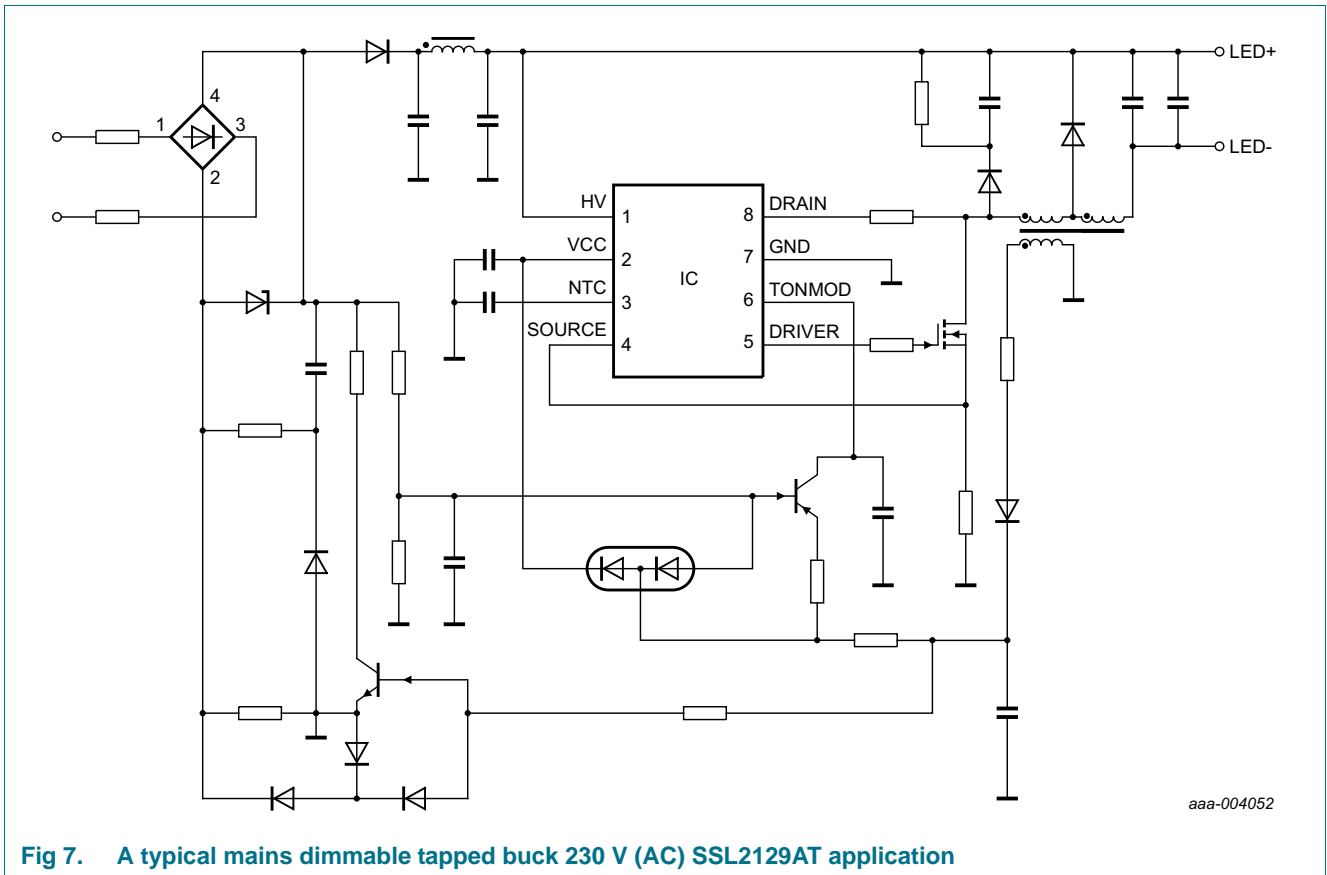 LED+
4
1
3
LED-
2
HV
1
8
DRAIN
VCC
2
7
GND
IC
NTC
3
6
TONMOD
SOURCE
4
5
DRIVER
aaa-004052
Fig 7. A typical mains dimmable tapped buck 230 V (AC) SSL2129AT application